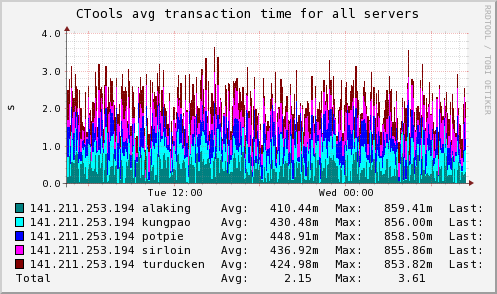 CTools avg transaction time for all servers
RRDTOOL / TOBI OETIKER
s
4.0
3.0
2.0
1.0
0.0
Tue 12:00 Wed 00:00
141.211.253.194 alaking Avg: 410.44m Max: 859.41m Last:
141.211.253.194 kungpao Avg: 430.48m Max: 856.00m Last:
141.211.253.194 potpie Avg: 448.91m Max: 858.50m Last:
141.211.253.194 sirloin Avg: 436.92m Max: 855.86m Last:
141.211.253.194 turducken Avg: 424.98m Max: 853.82m Last:
Total Avg: 2.15 Max: 3.61